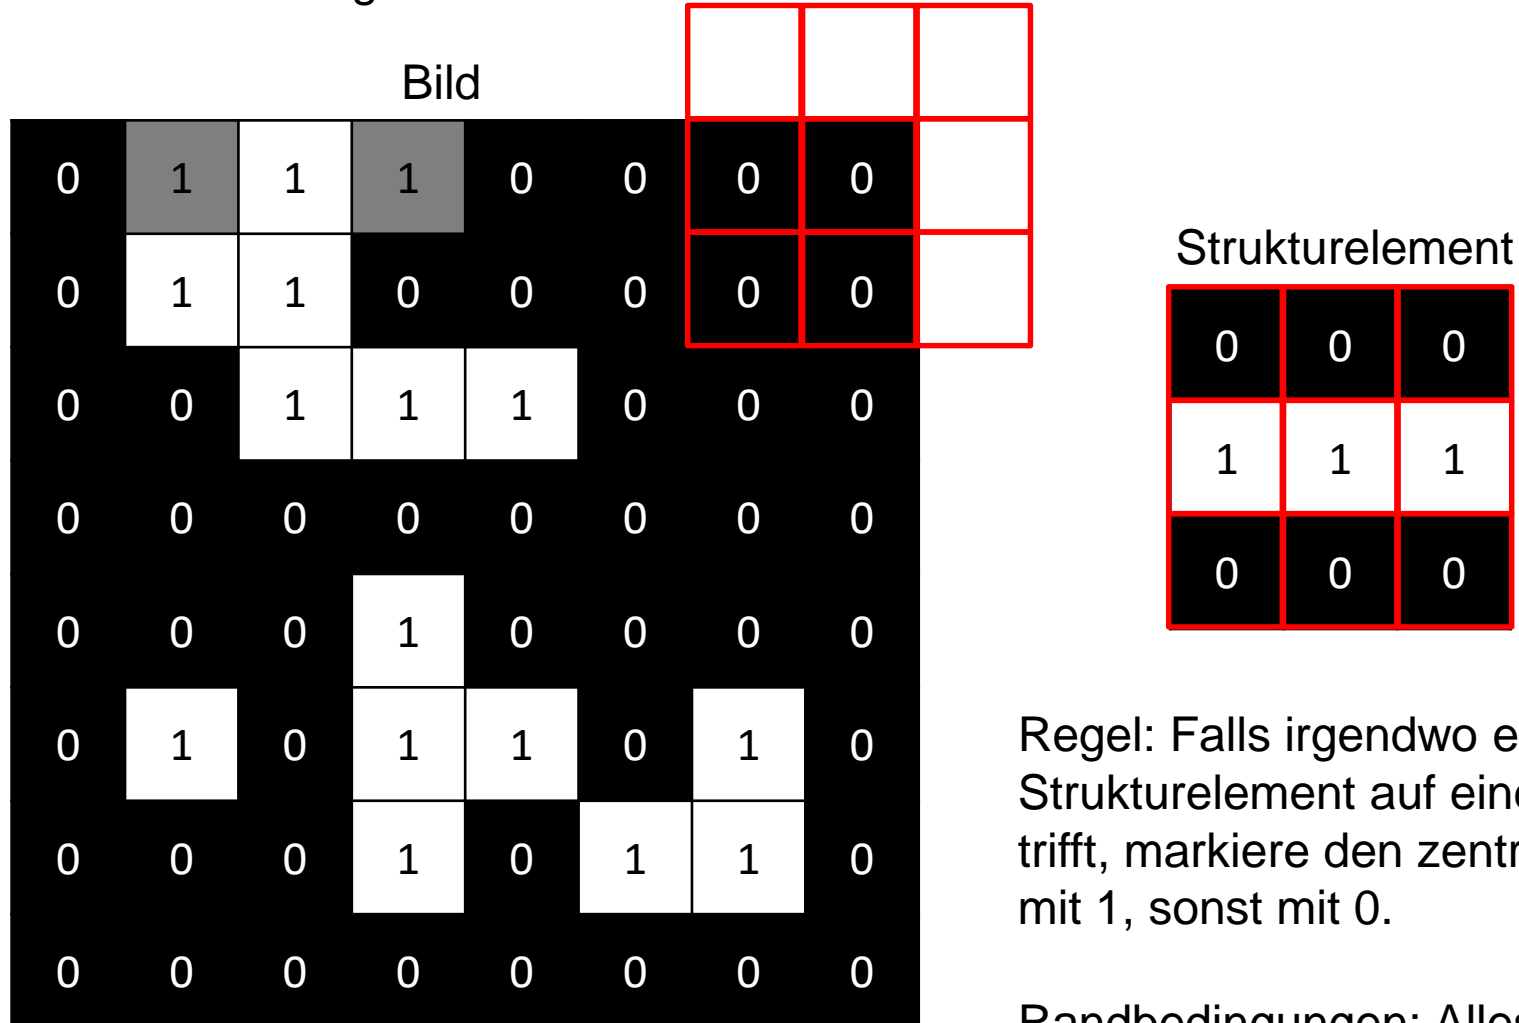 Bild
0 1 1 1 0 0 0 0
0 1 1 0 0 0 0 0
0 0 1 1 1 0 0 0
0 0 0 0 0 0 0 0
0 0 0 1 0 0 0 0
0 1 0 1 1 0 1 0
0 0 0 1 0 1 1 0
0 0 0 0 0 0 0 0
Strukturelement
0 0 0
1 1 1
0 0 0
Regel: Falls irgendwo
Strukturelement auf
trifft, markiere den
mit 1, sonst mit 0.
Randbedingungen: Alles